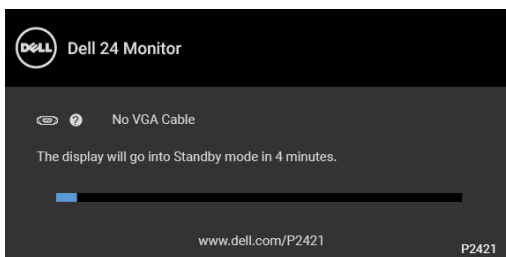 DELL
Dell 24 Monitor
? No VGA Cable
The display will go into Standby mode in 4 minutes.
www.dell.com/P2421
P2421